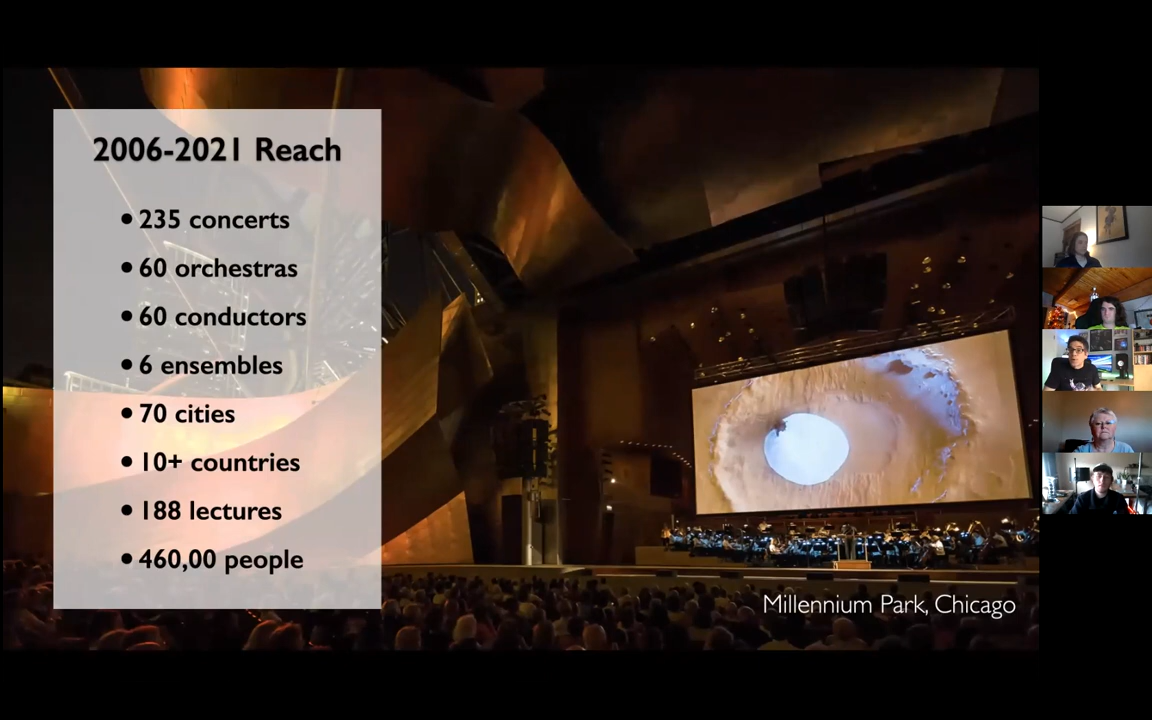 2006-2021 Reach
• 235 concerts
• 60 orchestras
• 60 conductors
• 6 ensembles
• 70 cities
• 10+ countries
• 188 lectures
• 460,00 people
Millennium Park, Chicago